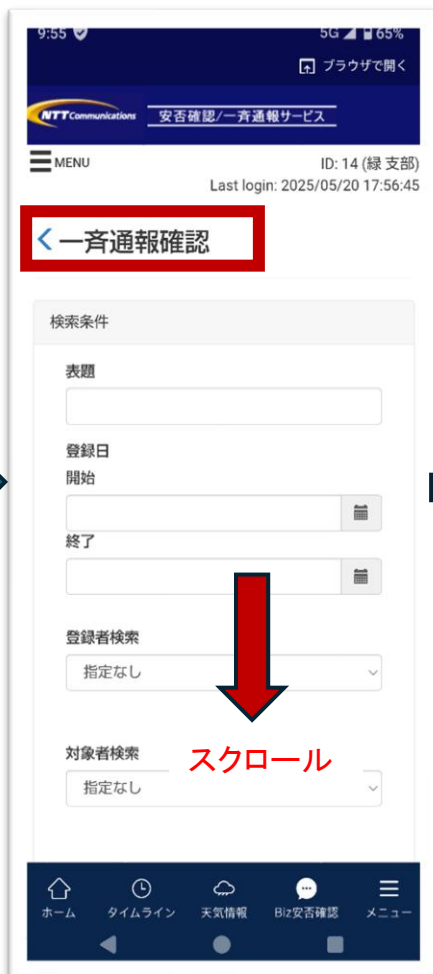 9:55 5G 65%
ブラウザで開く
NTT Communications 安否確認/一斉通報サービス
MENU ID: 14 (緑 支部)
Last login: 2025/05/20 17:56:45
一斉通報確認
検索条件
表題
登録日
開始
終了
登録者検索
指定なし
スクロール
対象者検索
指定なし
ホーム タイムライン 天気情報 Biz安否確認 メニュー